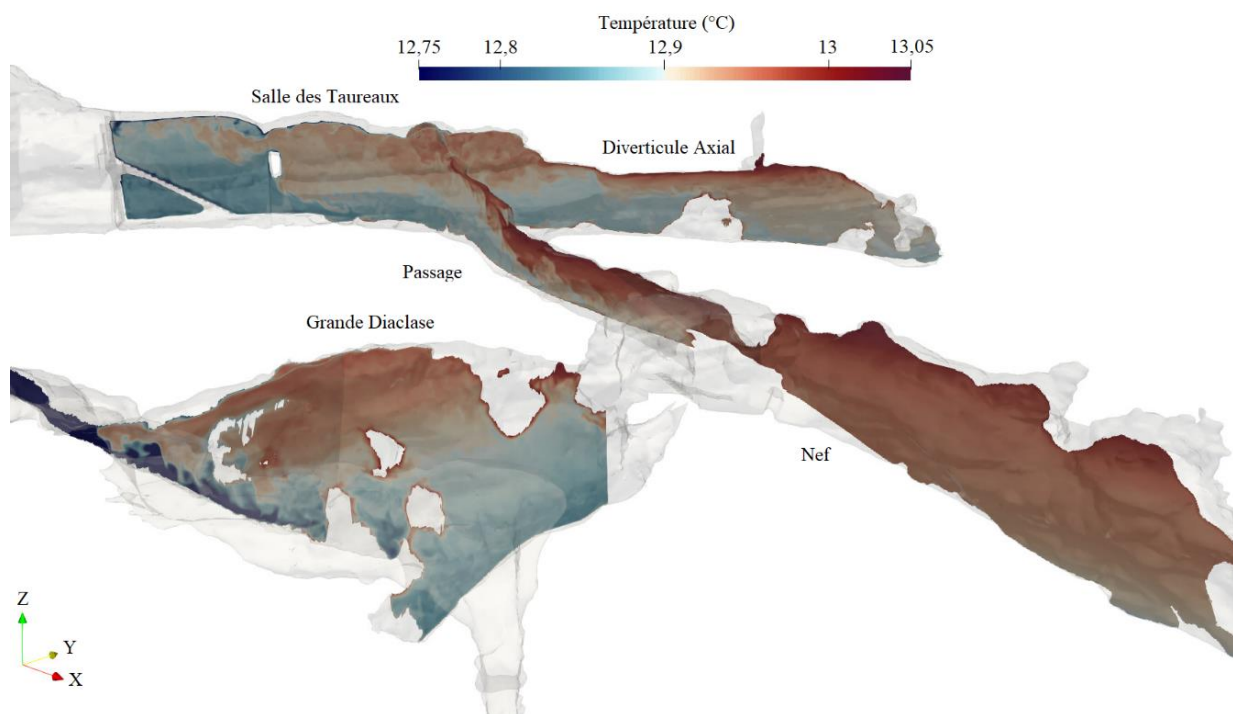 Température (°C)
12,75 12,8 12,9 13 13,05
Salle des Taureaux
Diverticule Axial
Passage
Grande Diaclase
Nef
Z
Y
X